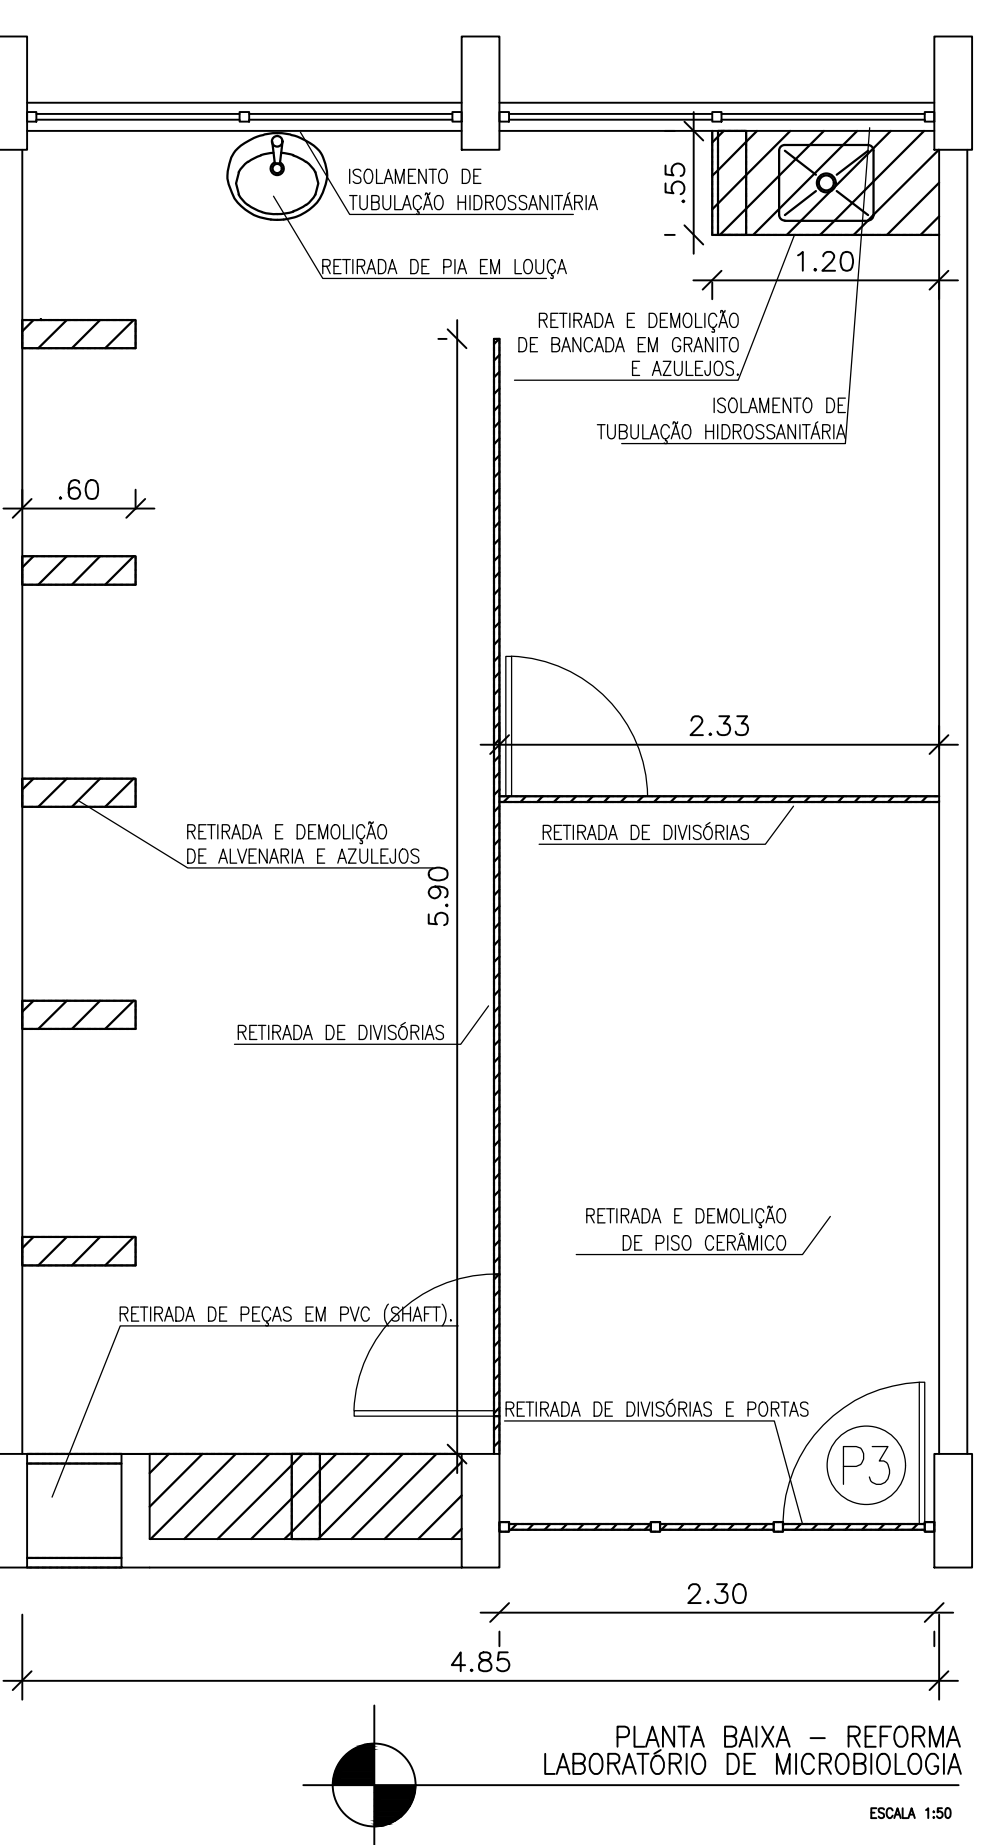 ISOLAMENTO DE
TUBULAÇÃO HIDROSSANITÁRIA
.55
RETIRADA DE PIA EM LOUÇA
1.20
RETIRADA E DEMOLIÇÃO
DE BANCADA EM GRANITO
E AZULEJOS.
ISOLAMENTO DE
TUBULAÇÃO HIDROSSANITÁRIA
.60
2.33
RETIRADA E DEMOLIÇÃO
DE ALVENARIA E AZULEJOS
RETIRADA DE DIVISÓRIAS
5.90
RETIRADA DE DIVISÓRIAS
RETIRADA E DEMOLIÇÃO
DE PISO CERÂMICO
RETIRADA DE PEÇAS EM PVC (SHAFT).
RETIRADA DE DIVISÓRIAS E PORTAS
P3
2.30
4.85
PLANTA BAIXA – REFORMA
LABORATÓRIO DE MICROBIOLOGIA
ESCALA 1:50